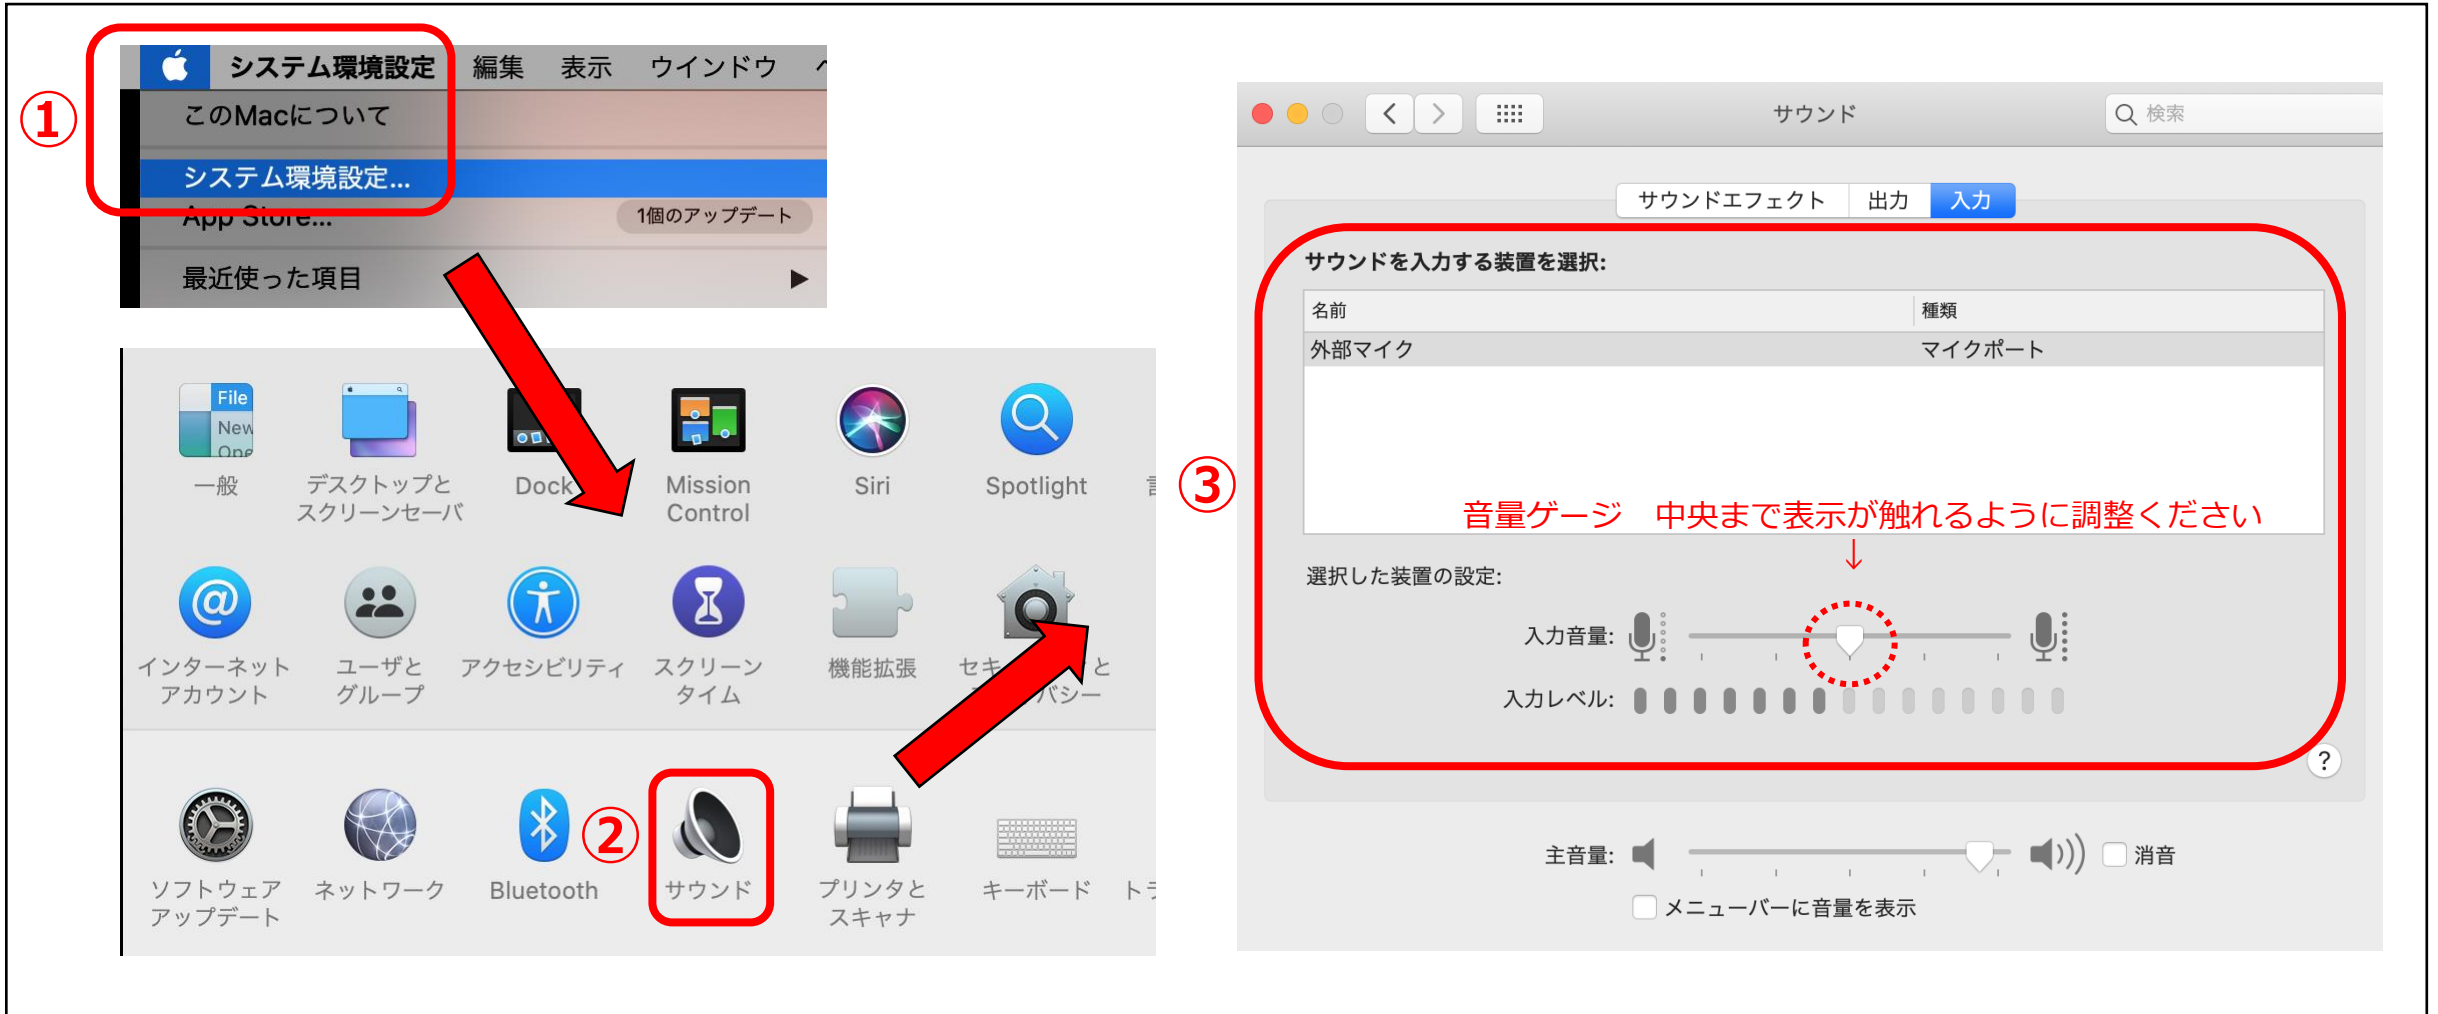 ①
システム環境設定 編集 表示 ウインドウ
このMacについて
システム環境設定...
App Store... 1個のアップデート
最近使った項目
File
New
Ope
一般
デスクトップと
スクリーンセーバ
Dock
Mission
Control
Siri
Spotlight
インターネット
アカウント
ユーザと
グループ
アクセシビリティ
スクリーン
タイム
機能拡張
セキ と
バシー
ソフトウェア
アップデート
ネットワーク
Bluetooth
②
サウンド
プリンタと
スキャナ
キーボード
トラ
③
サウンド
検索
サウンドエフェクト 出力 入力
サウンドを入力する装置を選択:
名前 種類
外部マイク マイクポート
音量ゲージ　中央まで表示が触れるように調整ください
↓
選択した装置の設定:
入力音量:
入力レベル:
?
主音量: 消音
メニューバーに音量を表示